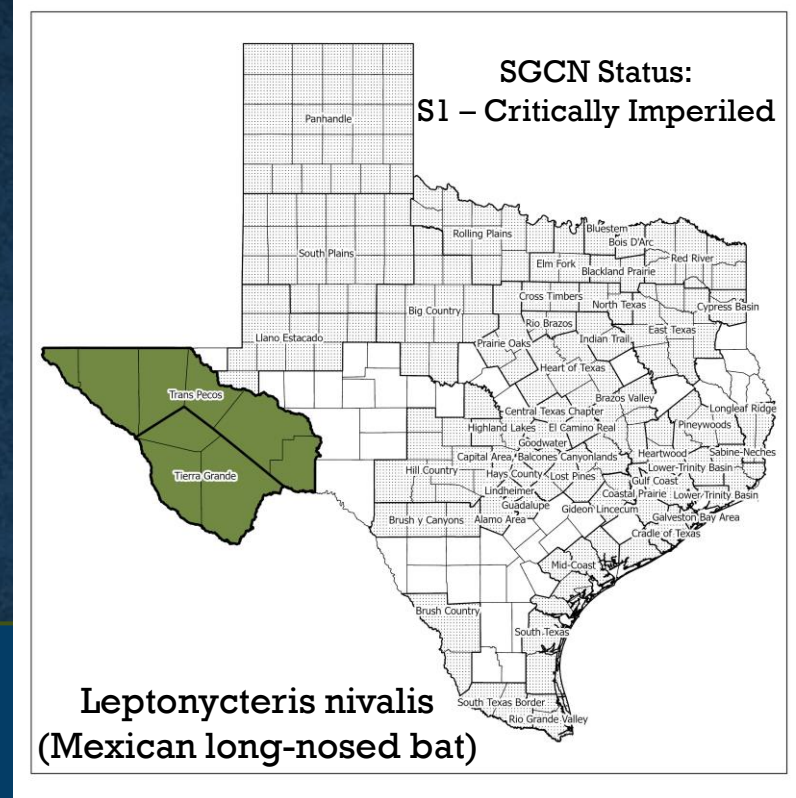 SGCN Status:
S1 – Critically Imperiled
Panhandle
Rolling Plains
Bluestem
Bois D'Arc
South Plains
Elm Fork
Red River
Blackland Prairie
Cross Timbers
North Texas
Cypress Basin
Big Country
Rio Brazos
East Texas
Llano Estacado
Prairie Oaks
Indian Trail
Heart of Texas
Trans Pecos
Brazos Valley
Central Texas Chapter
Longleaf Ridge
Highland Lakes
El Camino Real
Pineywoods
Goodwater
Capital Area
Balcones Canyonlands
Heartwood
Sabine-Neches
Tierra Grande
Hill Country
Hays County
Lost Pines
Lower-Trinity Basin
Gulf Coast
Lindheimer
Coastal Prairie
Lower-Trinity Basin
Guadalupe
Gideon Lincecum
Brush y Canyons
Alamo Area
Galveston Bay Area
Cradle of Texas
Mid-Coast
Brush Country
South Texas
South Texas Border
Rio Grande Valley
Leptonycteris nivalis
(Mexican long-nosed bat)